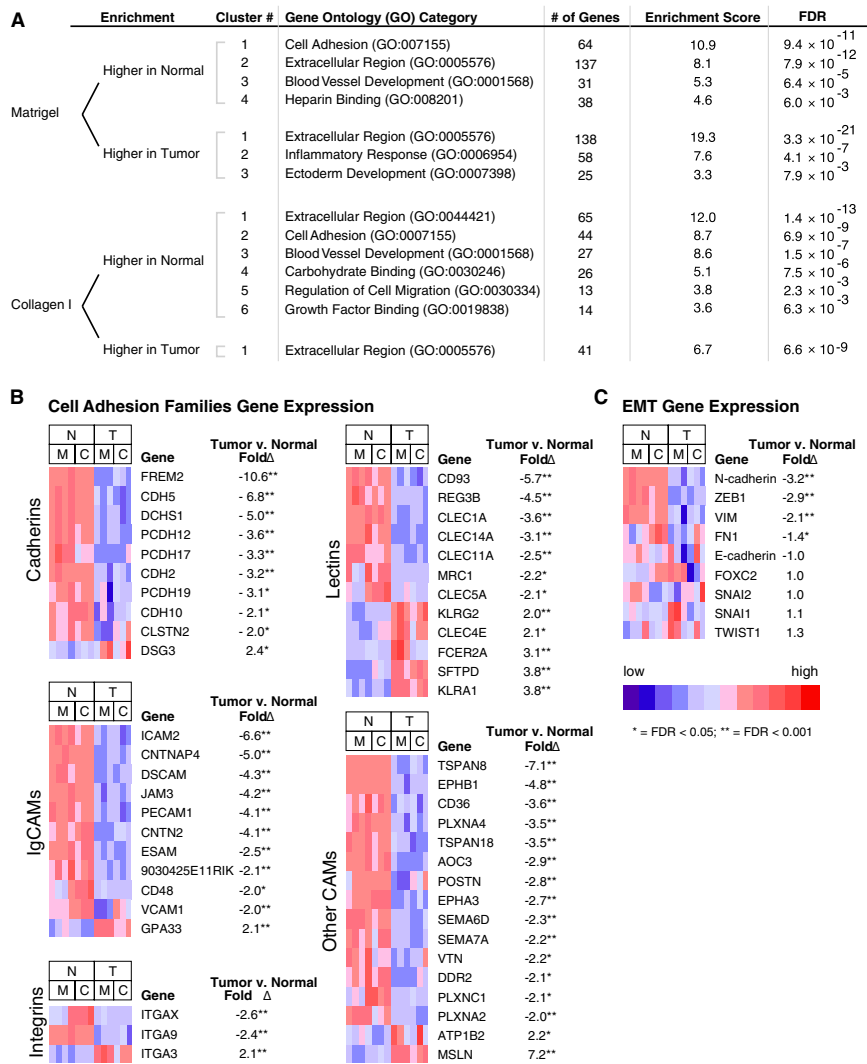 A
Enrichment Cluster # Gene Ontology (GO) Category # of Genes Enrichment Score FDR
Matrigel
Higher in Normal
1 Cell Adhesion (GO:007155) 64 10.9 9.4 × 10 -11
2 Extracellular Region (GO:0005576) 137 8.1 7.9 × 10 -12
3 Blood Vessel Development (GO:0001568) 31 5.3 6.4 × 10 -5
4 Heparin Binding (GO:008201) 38 4.6 6.0 × 10 -3
Higher in Tumor
1 Extracellular Region (GO:0005576) 138 19.3 3.3 × 10 -21
2 Inflammatory Response (GO:0006954) 58 7.6 4.1 × 10 -7
3 Ectoderm Development (GO:0007398) 25 3.3 7.9 × 10 -3
Collagen I
Higher in Normal
1 Extracellular Region (GO:0044421) 65 12.0 1.4 × 10 -13
2 Cell Adhesion (GO:0007155) 44 8.7 6.9 × 10 -9
3 Blood Vessel Development (GO:0001568) 27 8.6 1.5 × 10 -7
4 Carbohydrate Binding (GO:0030246) 26 5.1 7.5 × 10 -6
5 Regulation of Cell Migration (GO:0030334) 13 3.8 2.3 × 10 -3
6 Growth Factor Binding (GO:0019838) 14 3.6 6.3 × 10 -3
Higher in Tumor
1 Extracellular Region (GO:0005576) 41 6.7 6.6 × 10 -9
B
Cell Adhesion Families Gene Expression
Cadherins
N T
M C M C
Gene
Tumor v. Normal
FoldΔ
FREM2 -10.6**
CDH5 - 6.8**
DCHS1 - 5.0**
PCDH12 - 3.6**
PCDH17 - 3.3**
CDH2 - 3.2**
PCDH19 - 3.1*
CDH10 - 2.1*
CLSTN2 - 2.0*
DSG3 2.4*
IgCAMs
N T
M C M C
Gene
Tumor v. Normal
FoldΔ
ICAM2 -6.6**
CNTNAP4 -5.0**
DSCAM -4.3**
JAM3 -4.2**
PECAM1 -4.1**
CNTN2 -4.1**
ESAM -2.5**
9030425E11RIK -2.1**
CD48 -2.0*
VCAM1 -2.0**
GPA33 2.1**
Integrins
N T
M C M C
Gene
Tumor v. Normal
Fold Δ
ITGAX -2.6**
ITGA9 -2.4**
ITGA3 2.1**
Lectins
N T
M C M C
Gene
Tumor v. Normal
FoldΔ
CD93 -5.7**
REG3B -4.5**
CLEC1A -3.6**
CLEC14A -3.1**
CLEC11A -2.5**
MRC1 -2.2*
CLEC5A -2.1*
KLRG2 2.0**
CLEC4E 2.1*
FCER2A 3.1**
SFTPD 3.8**
KLRA1 3.8**
Other CAMs
N T
M C M C
Gene
Tumor v. Normal
FoldΔ
TSPAN8 -7.1**
EPHB1 -4.8**
CD36 -3.6**
PLXNA4 -3.5**
TSPAN18 -3.5**
AOC3 -2.9**
POSTN -2.8**
EPHA3 -2.7**
SEMA6D -2.3**
SEMA7A -2.2**
VTN -2.2*
DDR2 -2.1*
PLXNC1 -2.1*
PLXNA2 -2.0**
ATP1B2 2.2*
MSLN 7.2**
C
EMT Gene Expression
N T
M C M C
Gene
Tumor v. Normal
FoldΔ
N-cadherin -3.2**
ZEB1 -2.9**
VIM -2.1**
FN1 -1.4*
E-cadherin -1.0
FOXC2 1.0
SNAI2 1.0
SNAI1 1.1
TWIST1 1.3
low high
* = FDR < 0.05; ** = FDR < 0.001